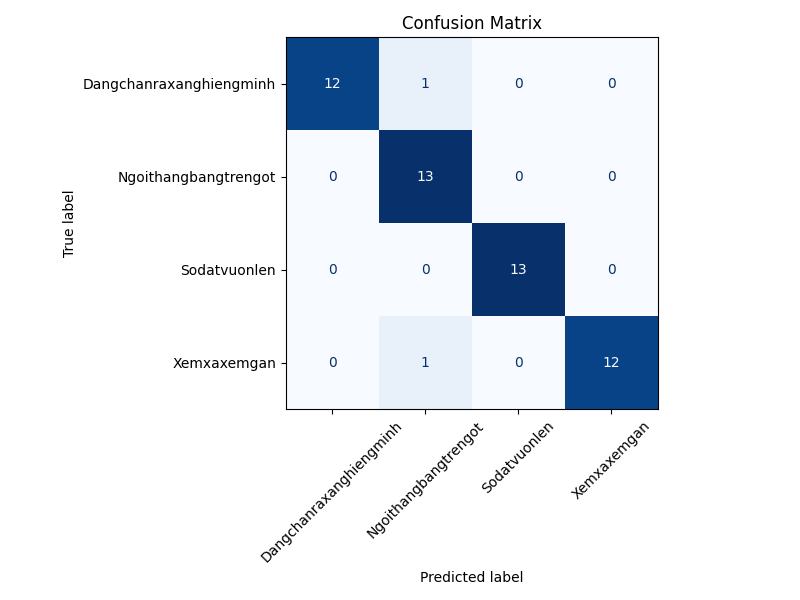 Confusion Matrix
Dangchanraxanghiengminh 12 1 0 0
Ngoithangbangtrengot 0 13 0 0
Sodatvuonlen 0 0 13 0
Xemxaxemgan 0 1 0 12
True label
Dangchanraxanghiengminh Ngoithangbangtrengot Sodatvuonlen Xemxaxemgan
Predicted label